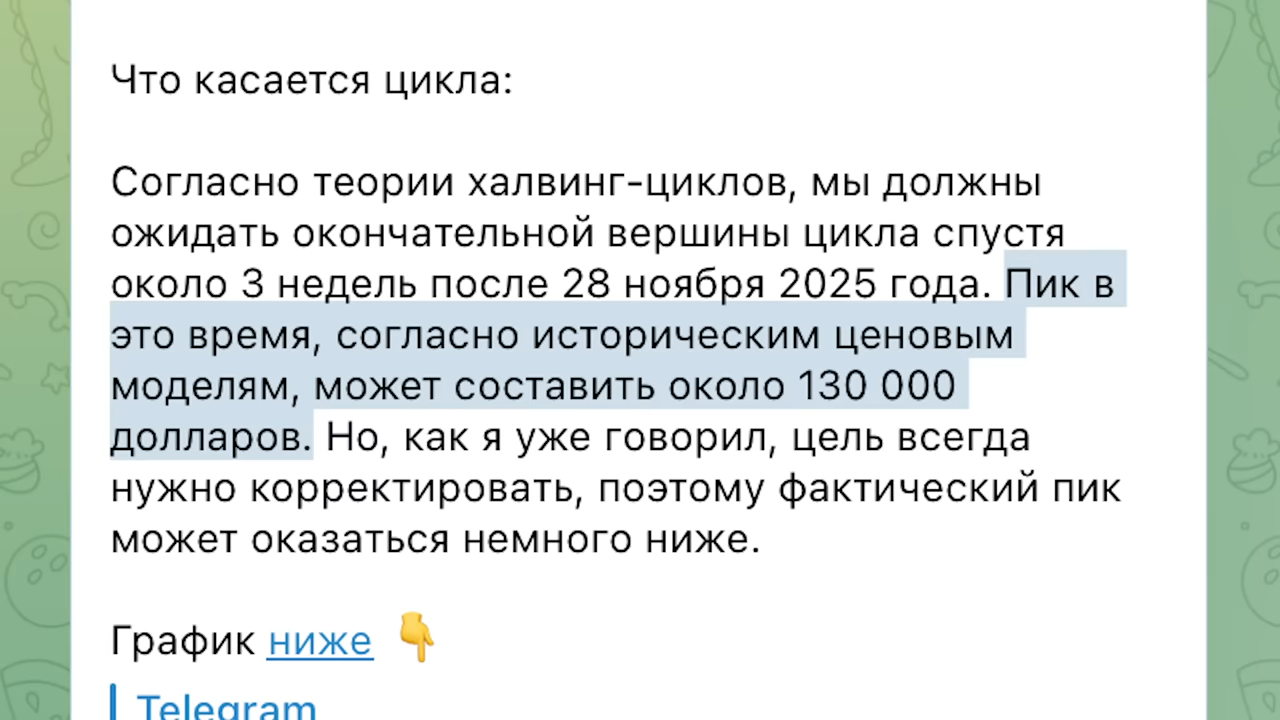 Что касается цикла:
Согласно теории халвинг-циклов, мы должны
ожидать окончательной вершины цикла спустя
около 3 недель после 28 ноября 2025 года. Пик в
это время, согласно историческим ценовым
моделям, может составить около 130 000
долларов. Но, как я уже говорил, цель всегда
нужно корректировать, поэтому фактический пик
может оказаться немного ниже.
График ниже 👇
Telegram